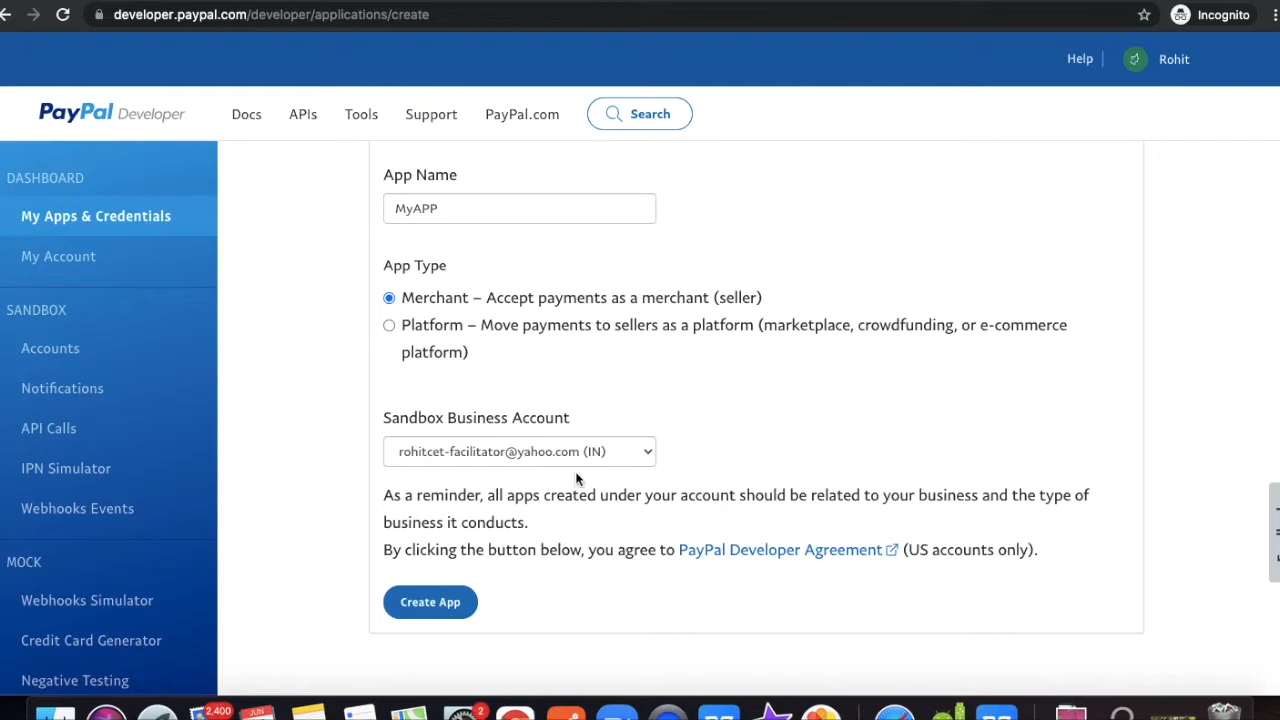 developer.paypal.com/developer/applications/create
Incognito
Help
Rohit
PayPal Developer
Docs
APIs
Tools
Support
PayPal.com
Search
DASHBOARD
My Apps & Credentials
My Account
SANDBOX
Accounts
Notifications
API Calls
IPN Simulator
Webhooks Events
MOCK
Webhooks Simulator
Credit Card Generator
Negative Testing
App Name
MyAPP
App Type
Merchant – Accept payments as a merchant (seller)
Platform – Move payments to sellers as a platform (marketplace, crowdfunding, or e-commerce
platform)
Sandbox Business Account
rohitcet-facilitator@yahoo.com (IN)
As a reminder, all apps created under your account should be related to your business and the type of
business it conducts.
By clicking the button below, you agree to PayPal Developer Agreement (US accounts only).
Create App
2,400
JUN
2